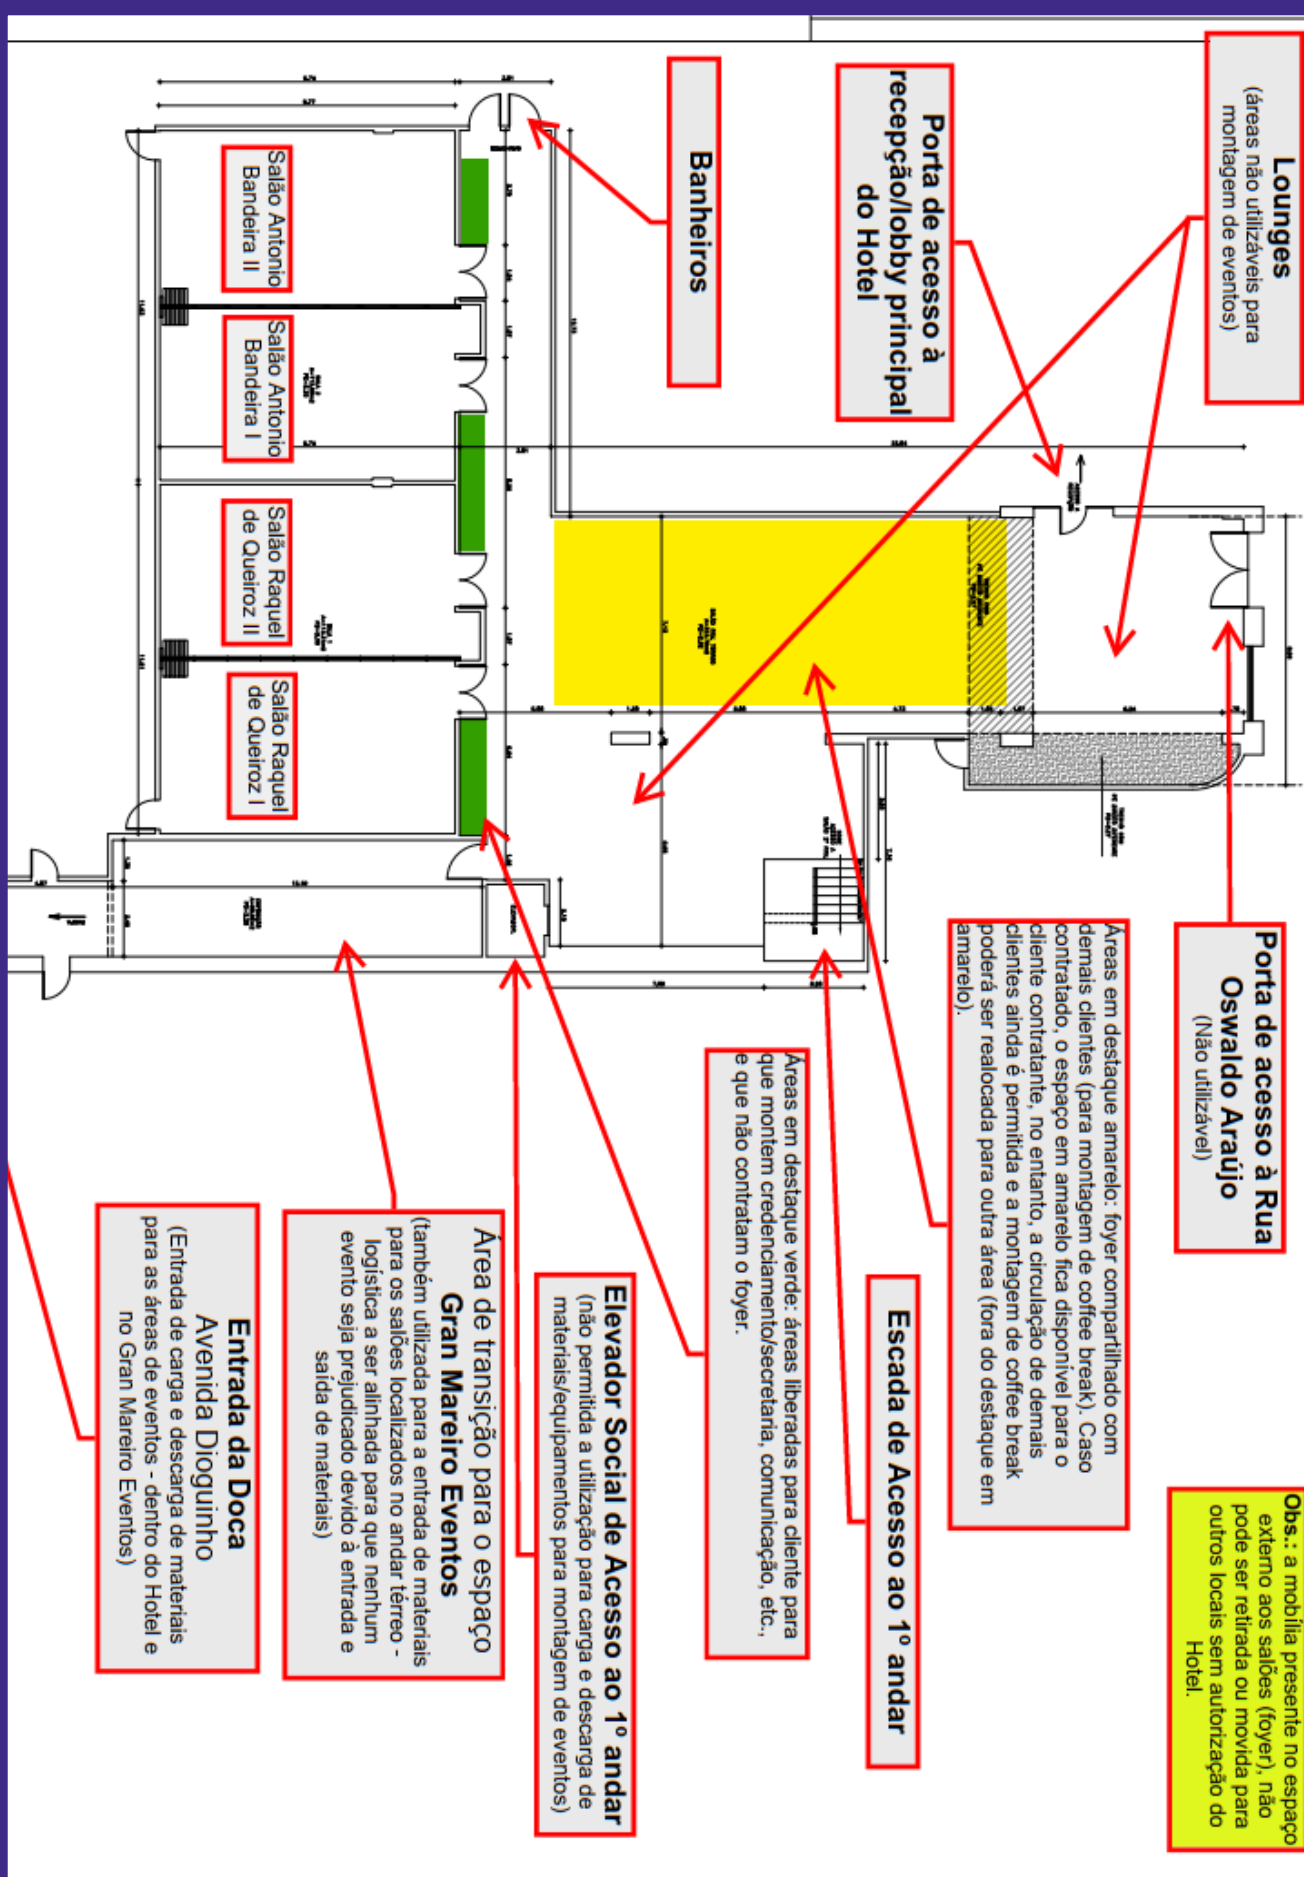 Lounges
(áreas não utilizáveis para
montagem de eventos)
Porta de acesso à Rua
Oswaldo Araújo
(Não utilizável)
Obs.: a mobília presente no espaço
externo aos salões (foyer), não
pode ser retirada ou movida para
outros locais sem autorização do
Hotel.
Porta de acesso à
recepção/lobby principal
do Hotel
Áreas em destaque amarelo: foyer compartilhado com
demais clientes (para montagem de coffee break). Caso
contratado, o espaço em amarelo fica disponível para o
cliente contratante, no entanto, a circulação de demais
clientes ainda é permitida e a montagem de coffee break
poderá ser realocada para outra área (fora do destaque em
amarelo).
Banheiros
Escada de Acesso ao 1º andar
Áreas em destaque verde: áreas liberadas para cliente para
que montem credenciamento/secretaria, comunicação, etc.,
e que não contratam o foyer.
Elevador Social de Acesso ao 1º andar
(não permitida a utilização para carga e descarga de
materiais/equipamentos para montagem de eventos)
Área de transição para o espaço
Gran Mareiro Eventos
(também utilizada para a entrada de materiais
para os salões localizados no andar térreo -
logística a ser alinhada para que nenhum
evento seja prejudicado devido à entrada e
saída de materiais)
Salão Antonio
Bandeira II
Salão Antonio
Bandeira I
Salão Raquel
de Queiroz II
Salão Raquel
de Queiroz I
Entrada da Doca
Avenida Dioguinho
(Entrada de carga e descarga de materiais
para as áreas de eventos - dentro do Hotel e
no Gran Mareiro Eventos)